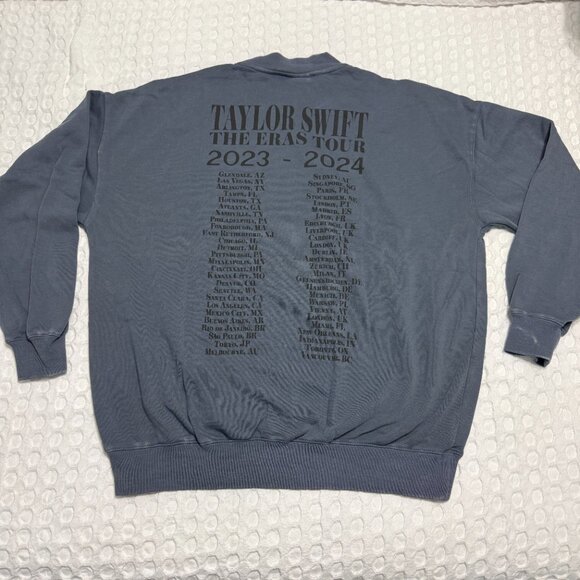 TAYLOR SWIFT
THE ERAS TOUR
2023 - 2024
GLENDALE, AZ
LAS VEGAS, NV
ARLINGTON, TX
TAMPA, FL
HOUSTON, TX
ATLANTA, GA
NASHVILLE, TN
PHILADELPHIA, PA
FOXBOROUGH, MA
EAST RUTHERFORD, NJ
CHICAGO, IL
DETROIT, MI
PITTSBURGH, PA
MINNEAPOLIS, MN
CINCINNATI, OH
KANSAS CITY, MO
DENVER, CO
SEATTLE, WA
SANTA CLARA, CA
LOS ANGELES, CA
MEXICO CITY, MX
BUENOS AIRES, AR
RIO DE JANEIRO, BR
SÃO PAULO, BR
TOKYO, JP
MELBOURNE, AU
SYDNEY, AU
SINGAPORE, SG
PARIS, FR
STOCKHOLM, SE
LISBON, PT
MADRID, ES
LYON, FR
EDINBURGH, UK
LIVERPOOL, UK
CARDIFF, UK
LONDON, UK
DUBLIN, IE
AMSTERDAM, NL
ZÜRICH, CH
MILAN, IT
GELSENKIRCHEN, DE
HAMBURG, DE
MUNICH, DE
WARSAW, PL
VIENNA, AT
LONDON, UK
MIAMI, FL
NEW ORLEANS, LA
INDIANAPOLIS, IN
TORONTO, ON
VANCOUVER, BC